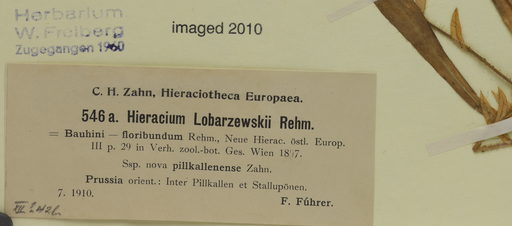 Herbarium
W. Freiberg
Zugegangen 1960
imaged 2010
C. H. Zahn, Hieraciotheca Europaea.
546 a. Hieracium Lobarzewskii Rehm.
= Bauhini — floribundum Rehm., Neue Hierac. östl. Europ.
III p. 29 in Verh. zool.-bot. Ges. Wien
Ssp. nova pillkallenense Zahn.
Prussia orient.: Inter Pillkallen et Stallupönen.
7. 1910.
F. Führer.